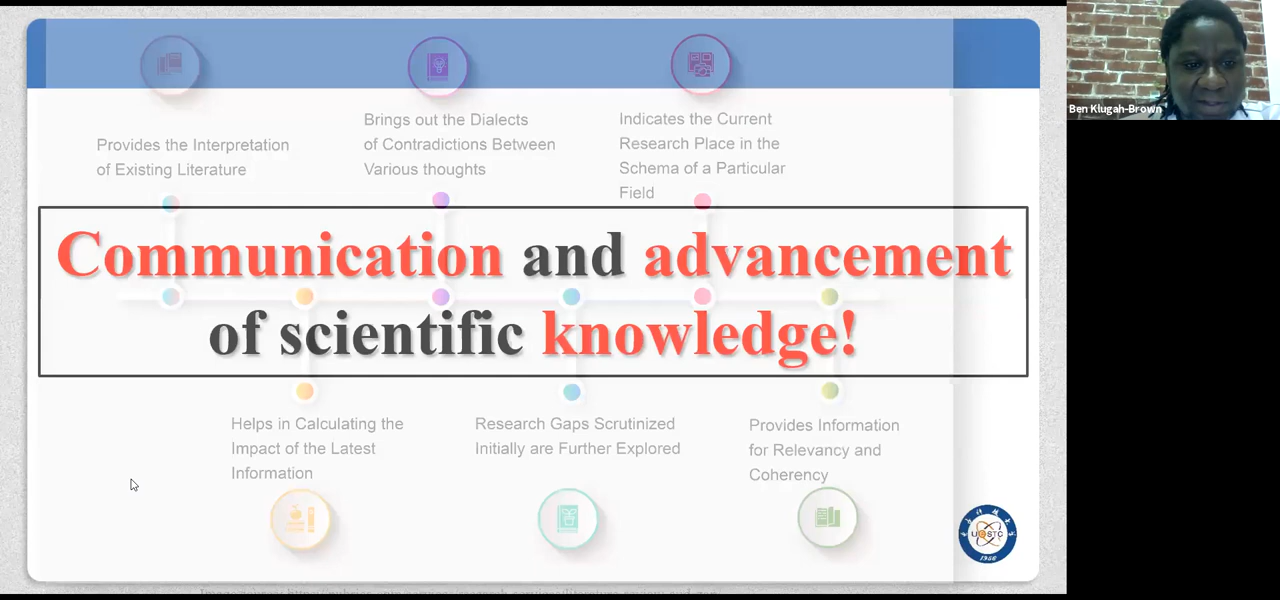 Ben Klugah-Brown
Provides the Interpretation
of Existing Literature
Brings out the Dialects
of Contradictions Between
Various thoughts
Indicates the Current
Research Place in the
Schema of a Particular
Field
Communication and advancement
of scientific knowledge!
Helps in Calculating the
Impact of the Latest
Information
Research Gaps Scrutinized
Initially are Further Explored
Provides Information
for Relevancy and
Coherency
1956